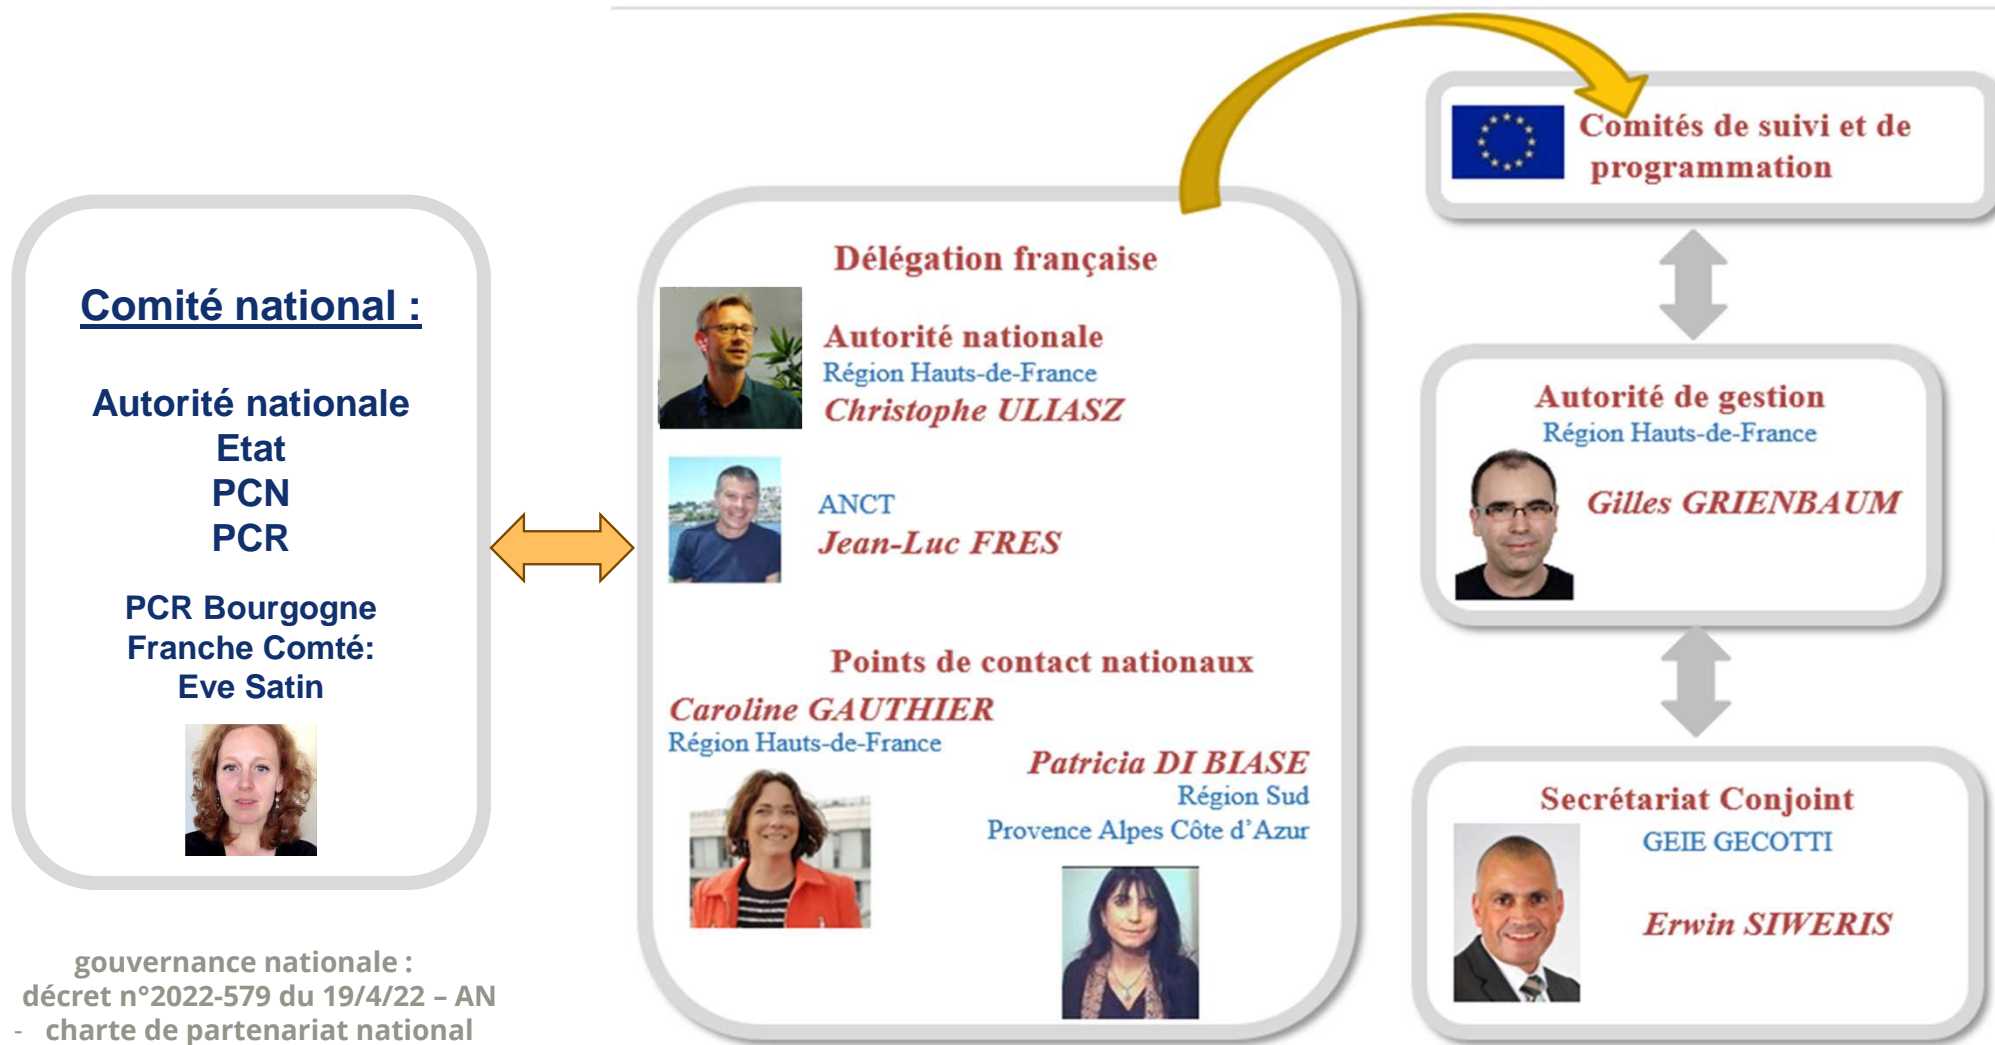 Comité national :
Autorité nationale
Etat
PCN
PCR
PCR Bourgogne
Franche Comté:
Eve Satin
gouvernance nationale :
décret n°2022-579 du 19/4/22 – AN
- charte de partenariat national
Délégation française
Autorité nationale
Région Hauts-de-France
Christophe ULIASZ
ANCT
Jean-Luc FRES
Points de contact nationaux
Caroline GAUTHIER
Région Hauts-de-France
Patricia DI BIASE
Région Sud
Provence Alpes Côte d’Azur
Comités de suivi et de
programmation
Autorité de gestion
Région Hauts-de-France
Gilles GRIENBAUM
Secrétariat Conjoint
GEIE GECOTTI
Erwin SIWERIS